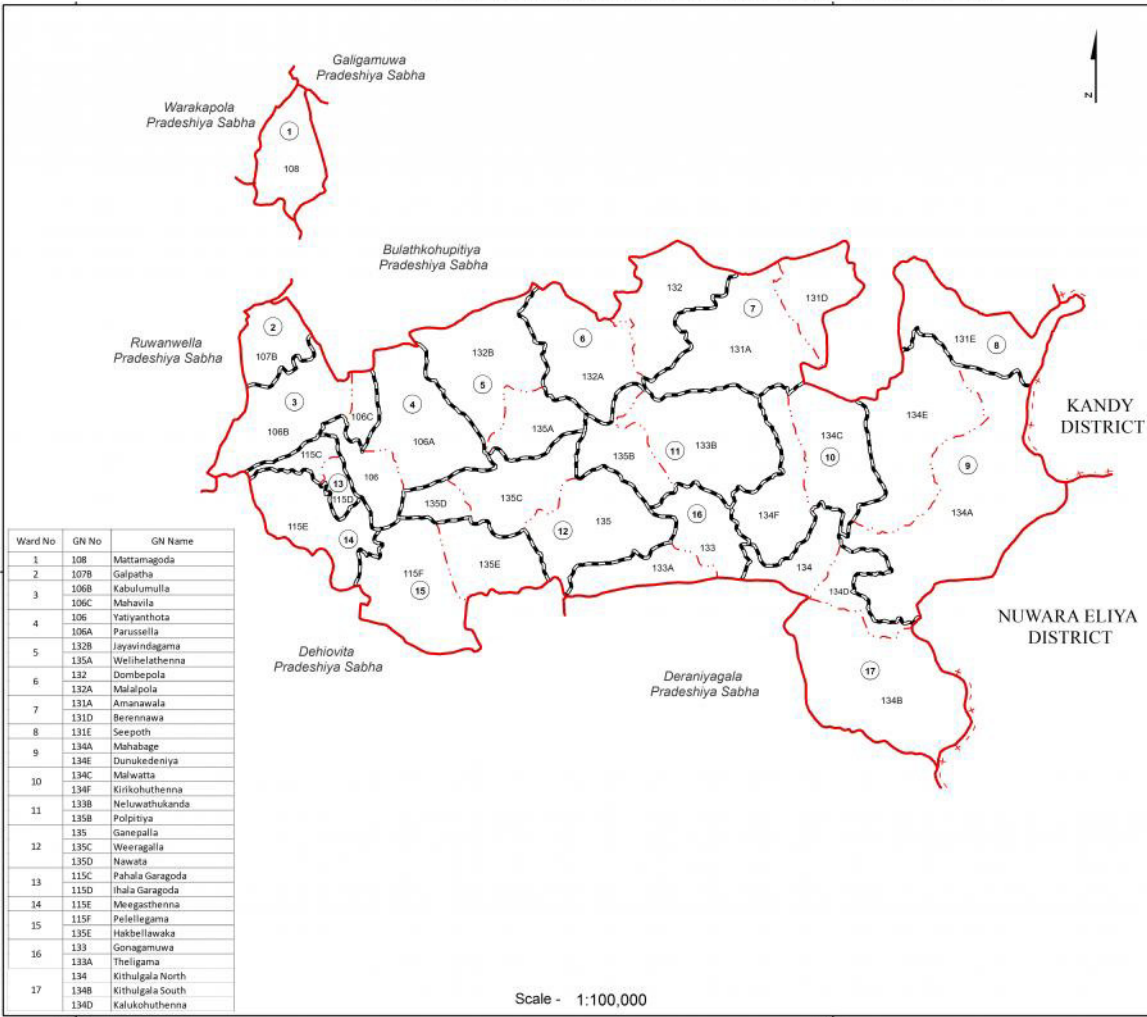 Galigamuwa
Pradeshiya Sabha
Warakapola
Pradeshiya Sabha
1
108
N
Bulathkohupitiya
Pradeshiya Sabha
Ruwanwella
Pradeshiya Sabha
2
107B
3
106B
106C
4
106A
106
132B
5
135A
6
132A
132
7
131A
131D
131E
8
134E
9
134A
KANDY
DISTRICT
134C
10
134F
11
133B
135B
115C
13
115D
115E
14
135D
135C
12
135
16
133
133A
134
134D
115F
15
135E
NUWARA ELIYA
DISTRICT
Dehiovita
Pradeshiya Sabha
Deraniyagala
Pradeshiya Sabha
17
134B
Ward No GN No GN Name
1 108 Mattamagoda
2 107B Galpatha
3 106B Kabulumulla
106C Mahavila
4 106 Yatiyanthota
106A Parussella
5 132B Jayavindagama
135A Welihelathenna
6 132 Dombepola
132A Malalpola
7 131A Amanawala
131D Berennawa
8 131E Seepoth
9 134A Mahabage
134E Dunukedeniya
10 134C Malwatta
134F Kirikohuthenna
11 133B Neluwathukanda
135B Polpitiya
12 135 Ganepalla
135C Weeragalla
135D Nawata
13 115C Pahala Garagoda
115D Ihala Garagoda
14 115E Meegasthenna
15 115F Pelellegama
135E Hakbellawaka
16 133 Gonagamuwa
133A Theligama
17 134 Kithulgala North
134B Kithulgala South
134D Kalukohuthenna
Scale - 1:100,000